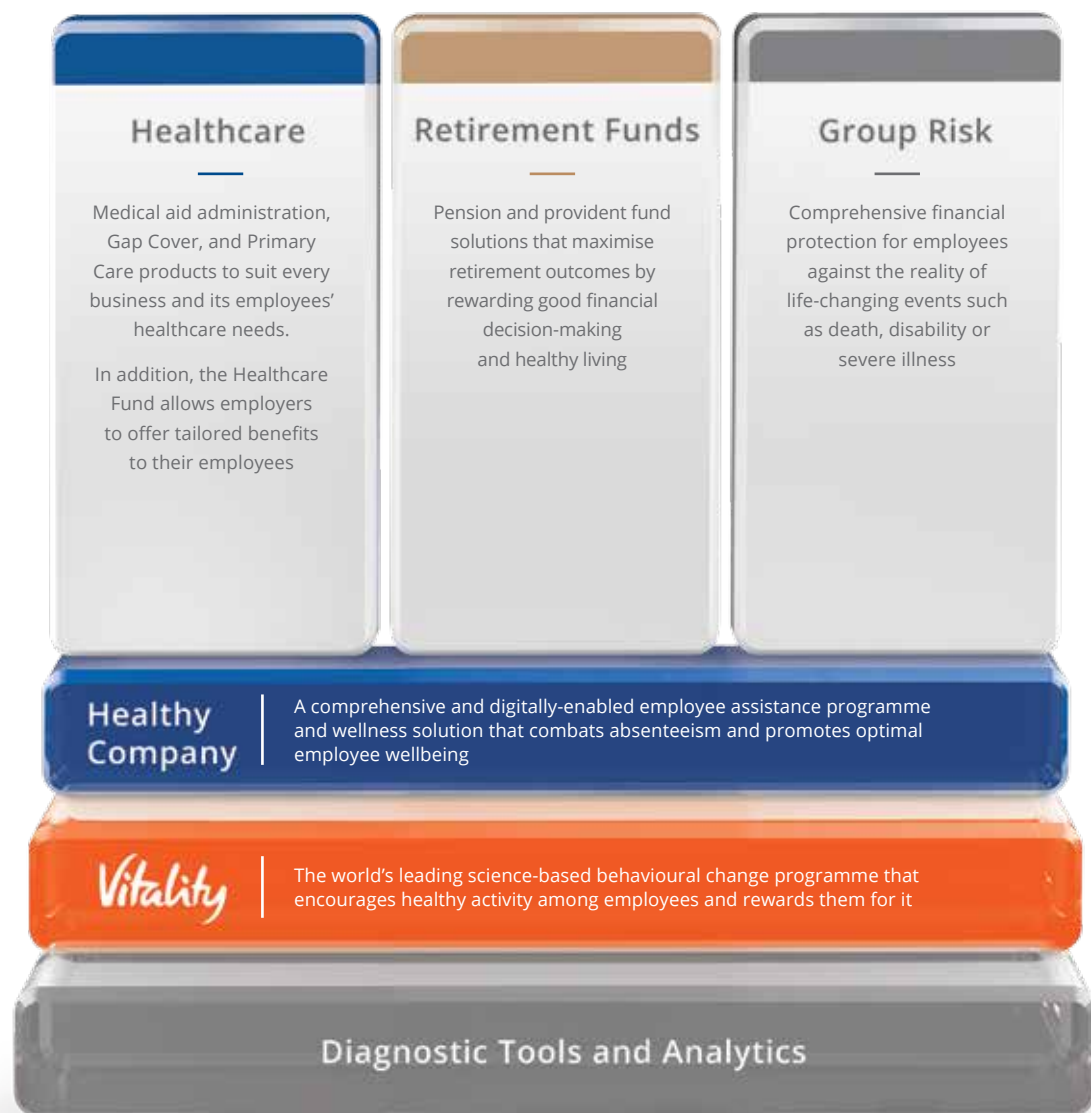 Healthcare
Medical aid administration,
Gap Cover, and Primary
Care products to suit every
business and its employees’
healthcare needs.
In addition, the Healthcare
Fund allows employers
to offer tailored benefits
to their employees
Retirement Funds
Pension and provident fund
solutions that maximise
retirement outcomes by
rewarding good financial
decision-making
and healthy living
Group Risk
Comprehensive financial
protection for employees
against the reality of
life-changing events such
as death, disability or
severe illness
Healthy
Company
A comprehensive and digitally-enabled employee assistance programme
and wellness solution that combats absenteeism and promotes optimal
employee wellbeing
Vitality
The world’s leading science-based behavioural change programme that
encourages healthy activity among employees and rewards them for it
Diagnostic Tools and Analytics